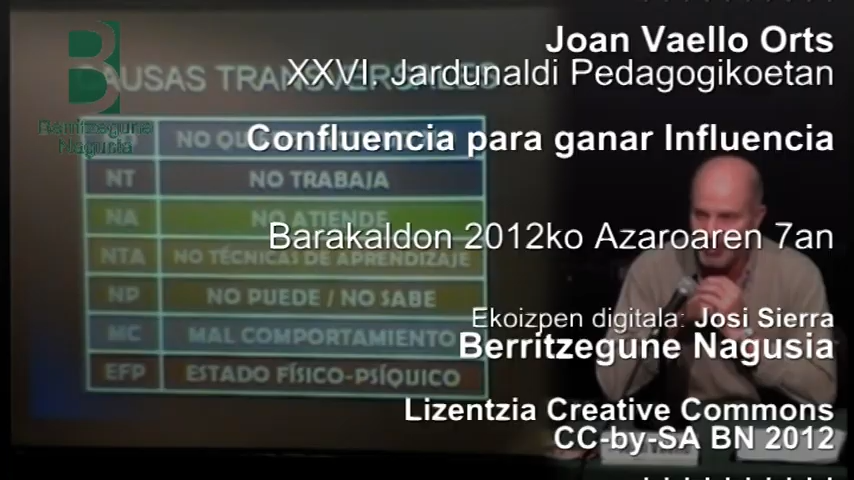 Joan Vaello Orts
XXVI. Jardunaldi Pedagogikoetan
Confluencia para ganar Influencia
Barakaldon 2012ko Azaroaren 7an
Ekoizpen digitala: Josi Sierra
Berritzegune Nagusia
Lizentzia Creative Commons
CC-by-SA BN 2012
Berritzegune
Nagusia
CAUSAS TRANSVERSALES
NT NO TRABAJA
NA NO ATIENDE
NTA NO TÉCNICAS DE APRENDIZAJE
NP NO PUEDE / NO SABE
MC MAL COMPORTAMIENTO
EFP ESTADO FÍSICO-PSÍQUICO